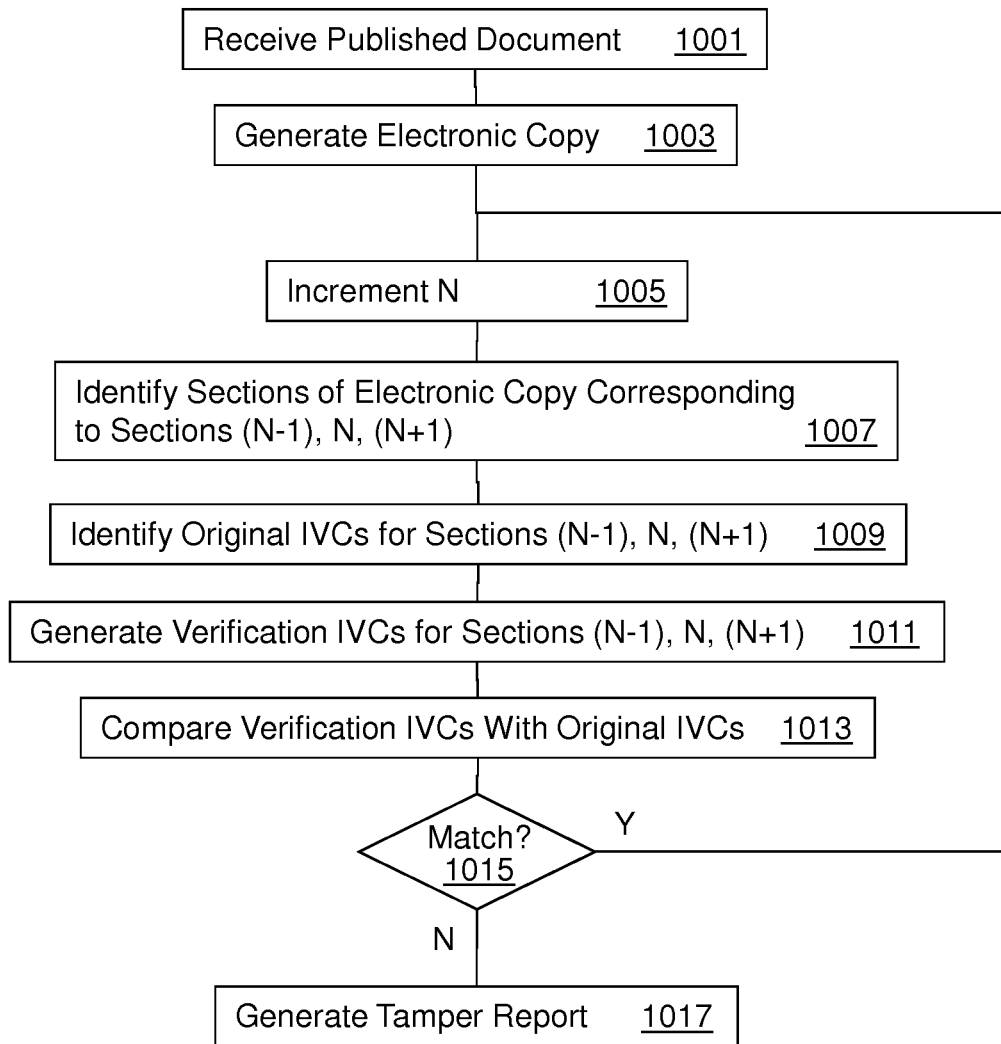 Receive Published Document 1001
Generate Electronic Copy 1003
Increment N 1005
Identify Sections of Electronic Copy Corresponding
to Sections (N-1), N, (N+1) 1007
Identify Original IVCs for Sections (N-1), N, (N+1) 1009
Generate Verification IVCs for Sections (N-1), N, (N+1) 1011
Compare Verification IVCs With Original IVCs 1013
Match?
1015
Y
N
Generate Tamper Report 1017